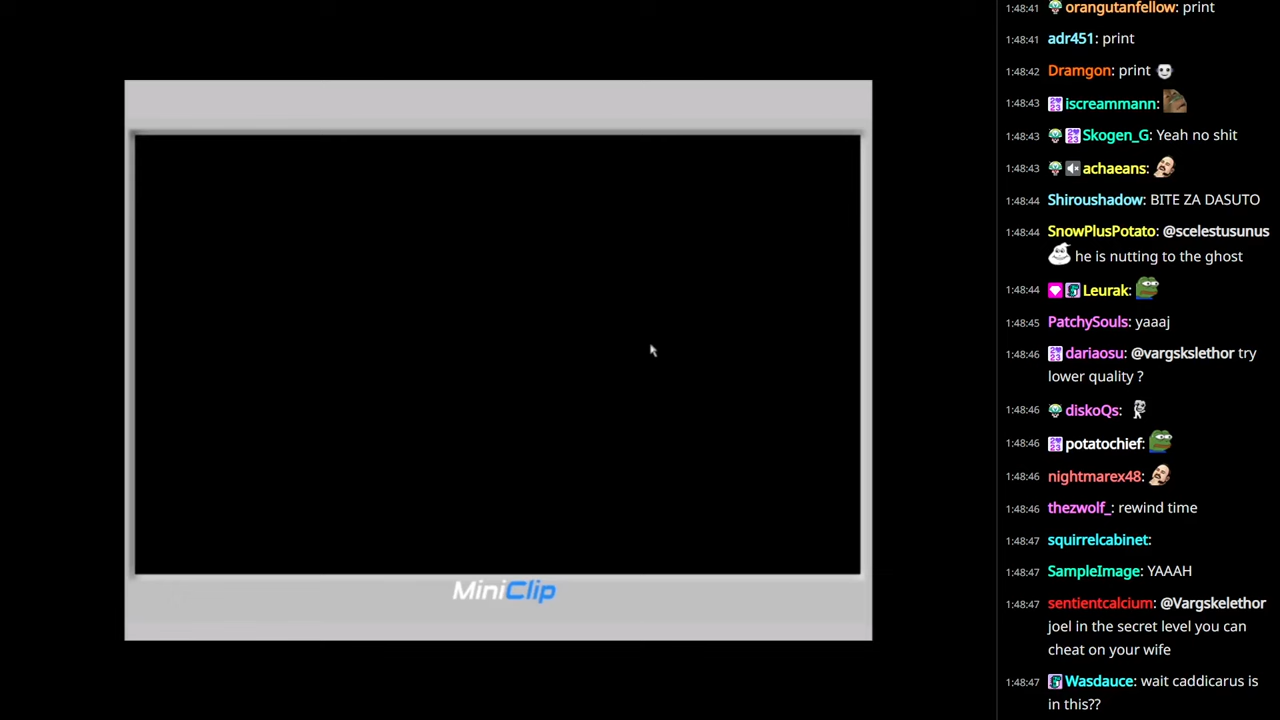 MiniClip
1:48:41 orangutanfellow: print
1:48:41 adr451: print
1:48:42 Dramgon: print
1:48:43 iscreammann:
1:48:43 Skogen_G: Yeah no shit
1:48:43 achaeans:
1:48:44 Shiroushadow: BITE ZA DASUTO
1:48:44 SnowPlusPotato: @scelestusunus
he is nutting to the ghost
1:48:44 Leurak:
1:48:45 PatchySouls: yaaaj
1:48:46 dariaosu: @vargskslethor try
lower quality ?
1:48:46 diskoQs:
1:48:46 potatochief:
1:48:46 nightmarex48:
1:48:46 thezwolf_: rewind time
1:48:47 squirrelcabinet:
1:48:47 SampleImage: YAAAH
1:48:47 sentientcalcium: @Vargskelethor
joel in the secret level you can
cheat on your wife
1:48:47 Wasdauce: wait caddicarus is
in this??